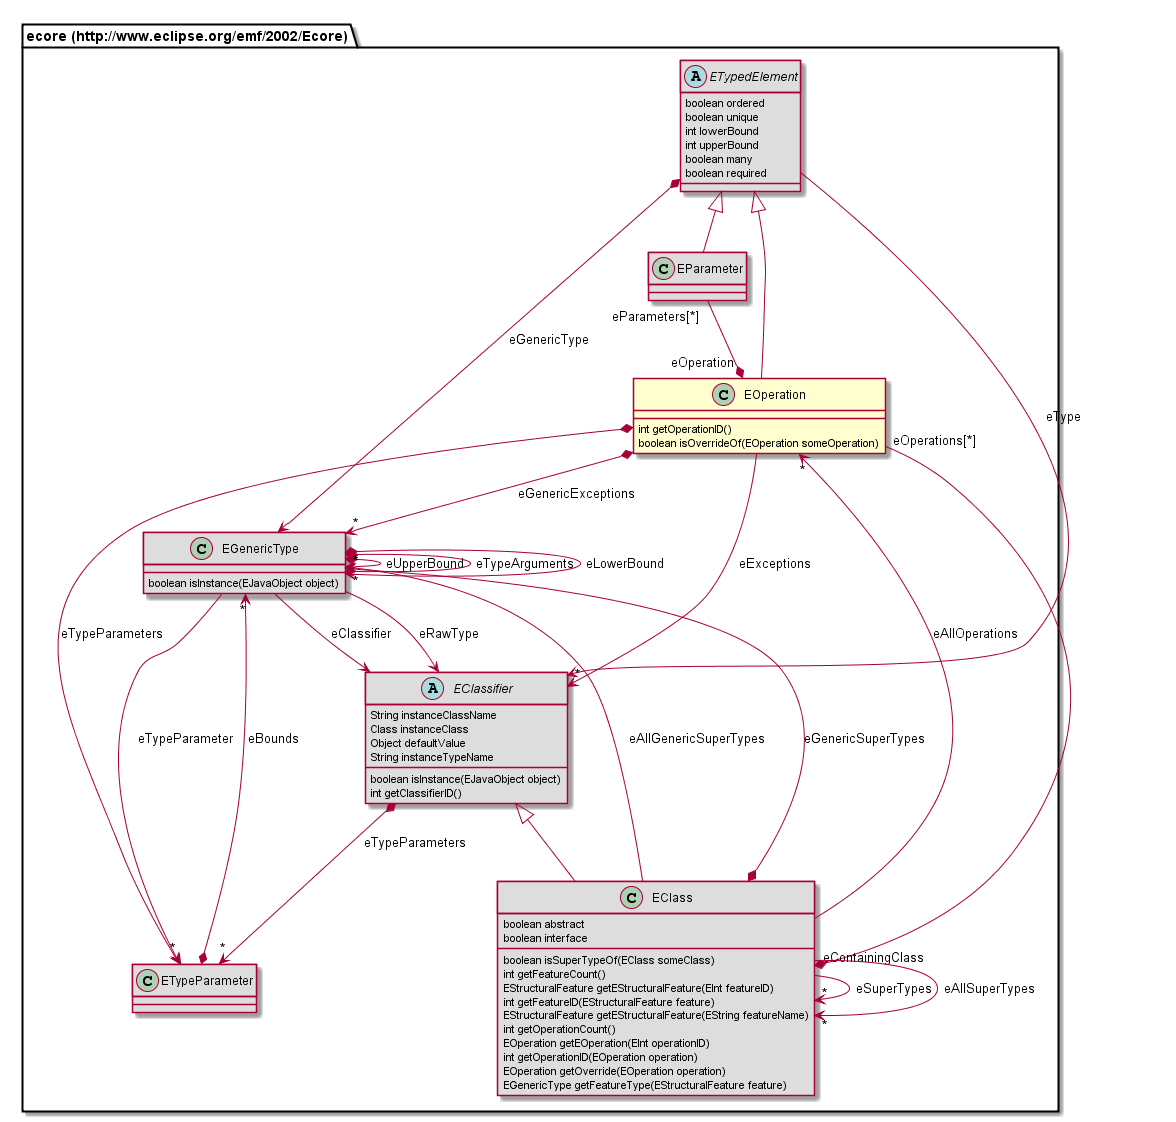 ecore (http://www.eclipse.org/emf/2002/Ecore)
A ETypedElement
boolean ordered
boolean unique
int lowerBound
int upperBound
boolean many
boolean required
C EParameter
eParameters[*]
eGenericType
eOperation
C EOperation
int getOperationID()
boolean isOverrideOf(EOperation someOperation)
eType
eOperations[*]
*
eGenericExceptions
*
C EGenericType
boolean isInstance(EJavaObject object)
eUpperBound
eTypeArguments
eLowerBound
*
*
eExceptions
*
eTypeParameters
eClassifier
eRawType
eAllOperations
*
A EClassifier
String instanceClassName
Class instanceClass
Object defaultValue
String instanceTypeName
boolean isInstance(EJavaObject object)
int getClassifierID()
eTypeParameter
eBounds
eAllGenericSuperTypes
eGenericSuperTypes
eTypeParameters
*
*
C ETypeParameter
C EClass
boolean abstract
boolean interface
boolean isSuperTypeOf(EClass someClass)
int getFeatureCount()
EStructuralFeature getEStructuralFeature(EInt featureID)
int getFeatureID(EStructuralFeature feature)
EStructuralFeature getEStructuralFeature(EString featureName)
int getOperationCount()
EOperation getEOperation(EInt operationID)
int getOperationID(EOperation operation)
EOperation getOverride(EOperation operation)
EGenericType getFeatureType(EStructuralFeature feature)
eContainingClass
eSuperTypes
eAllSuperTypes
*
*